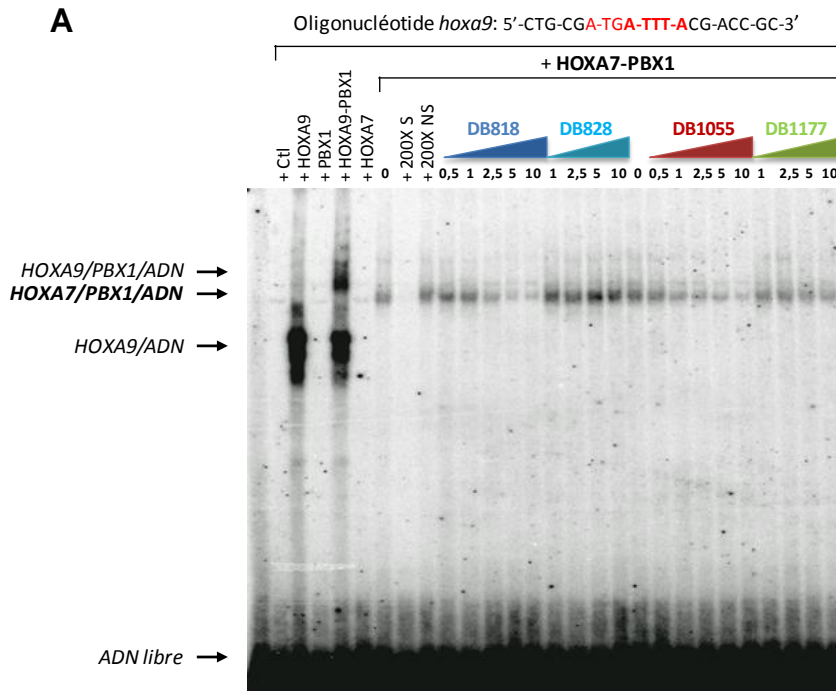 A
Oligonucléotide hoxa9: 5'-CTG-CGA-TGA-TTT-ACG-ACC-GC-3'
+ HOXA7-PBX1
+ Ctl
+ HOXA9
+ PBX1
+ HOXA9-PBX1
+ HOXA7
0
+ 200X S
+ 200X NS
DB818 DB828 DB1055 DB1177
0,5 1 2,5 5 10 1 2,5 5 10 0 0,5 1 2,5 5 10 1 2,5 5 10
HOXA9/PBX1/ADN
HOXA7/PBX1/ADN
HOXA9/ADN
ADN libre